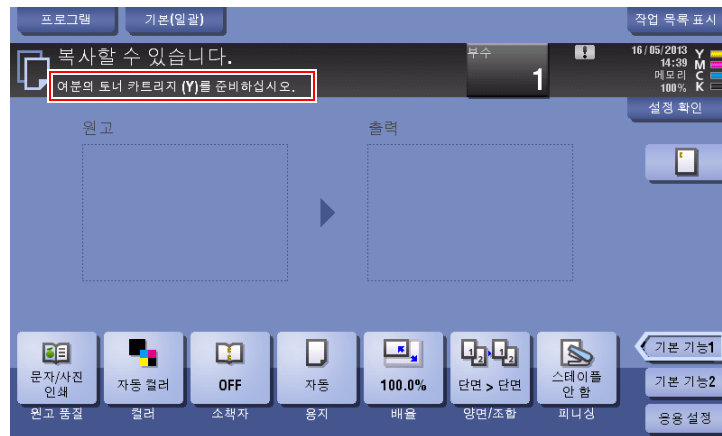 프로그램
기본(일괄)
작업 목록 표시
복사할 수 있습니다.
여분의 토너 카트리지 (Y)를 준비하십시오.
부수
1
16/05/2013
14:39
메모리
100%
Y
M
C
K
설정 확인
원고
출력
기본 기능1
기본 기능2
응용 설정
문자/사진
인쇄
자동 컬러
OFF
자동
100.0%
단면 > 단면
스테이플
안 함
원고 품질
컬러
소책자
용지
배율
양면/조합
피니싱